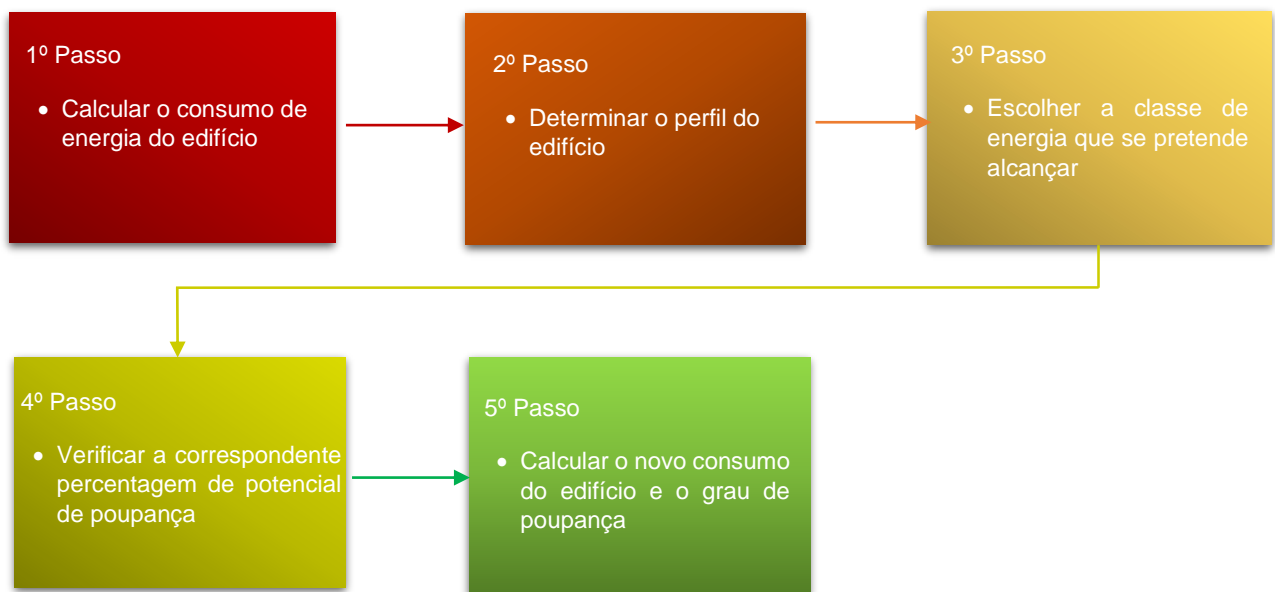 1º Passo
• Calcular o consumo de
energia do edifício
2º Passo
• Determinar o perfil do
edifício
3º Passo
• Escolher a classe de
energia que se pretende
alcançar
4º Passo
• Verificar a correspondente
percentagem de potencial
de poupança
5º Passo
• Calcular o novo consumo
do edifício e o grau de
poupança